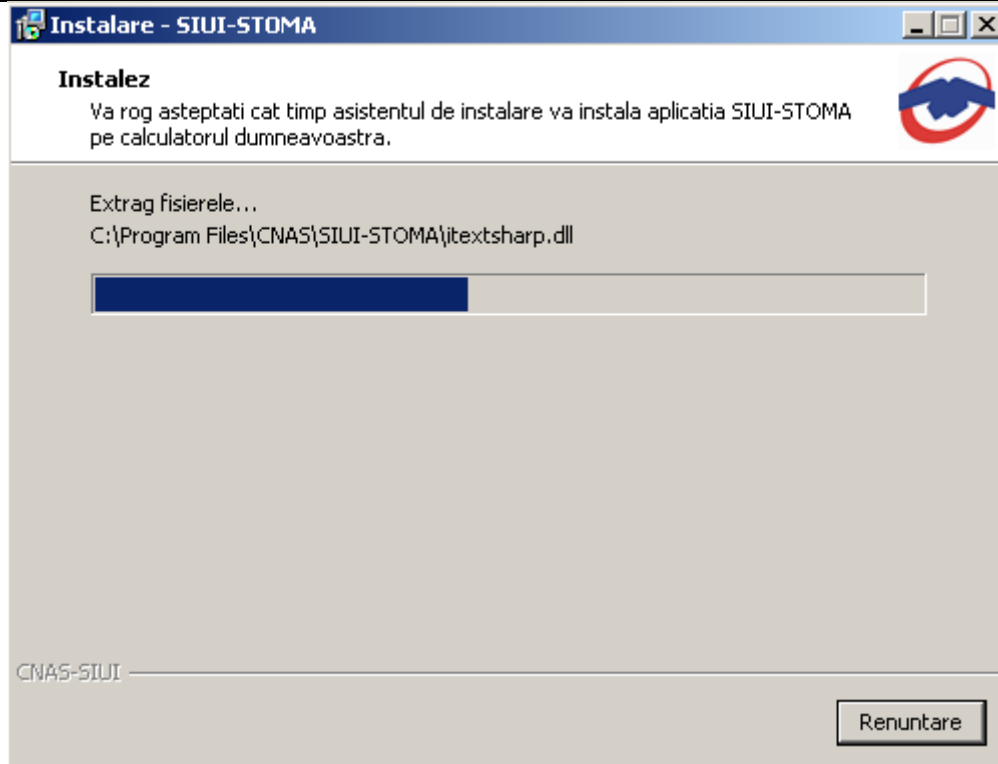 Instalare - SIUI-STOMA
Instalez
Va rog asteptati cat timp asistentul de instalare va instala aplicatia SIUI-STOMA
pe calculatorul dumneavoastra.
Extrag fisierele...
C:\Program Files\CNAS\SIUI-STOMA\itextsharp.dll
CNAS-SIUI
Renuntare